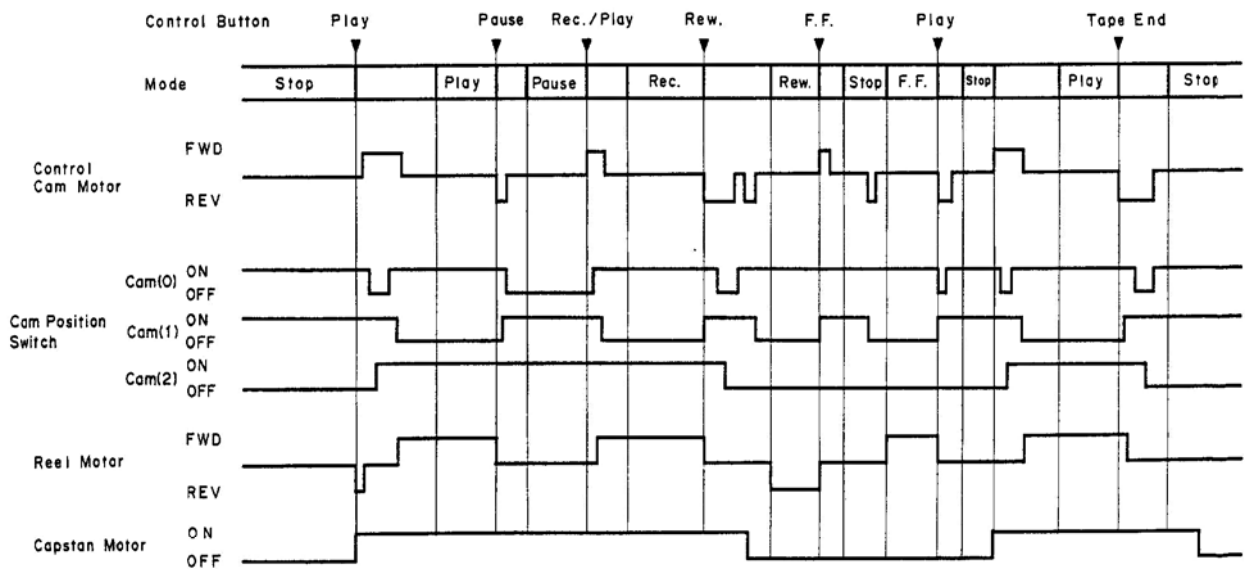 Control Button Play Pause Rec./Play Rew. F.F. Play Tape End
Mode Stop Play Pause Rec. Rew. Stop F.F. Stop Play Stop
FWD
Control
Cam Motor
REV
Cam(0) ON
OFF
Cam Position
Switch
Cam(1) ON
OFF
Cam(2) ON
OFF
FWD
Reel Motor
REV
ON
Capstan Motor
OFF